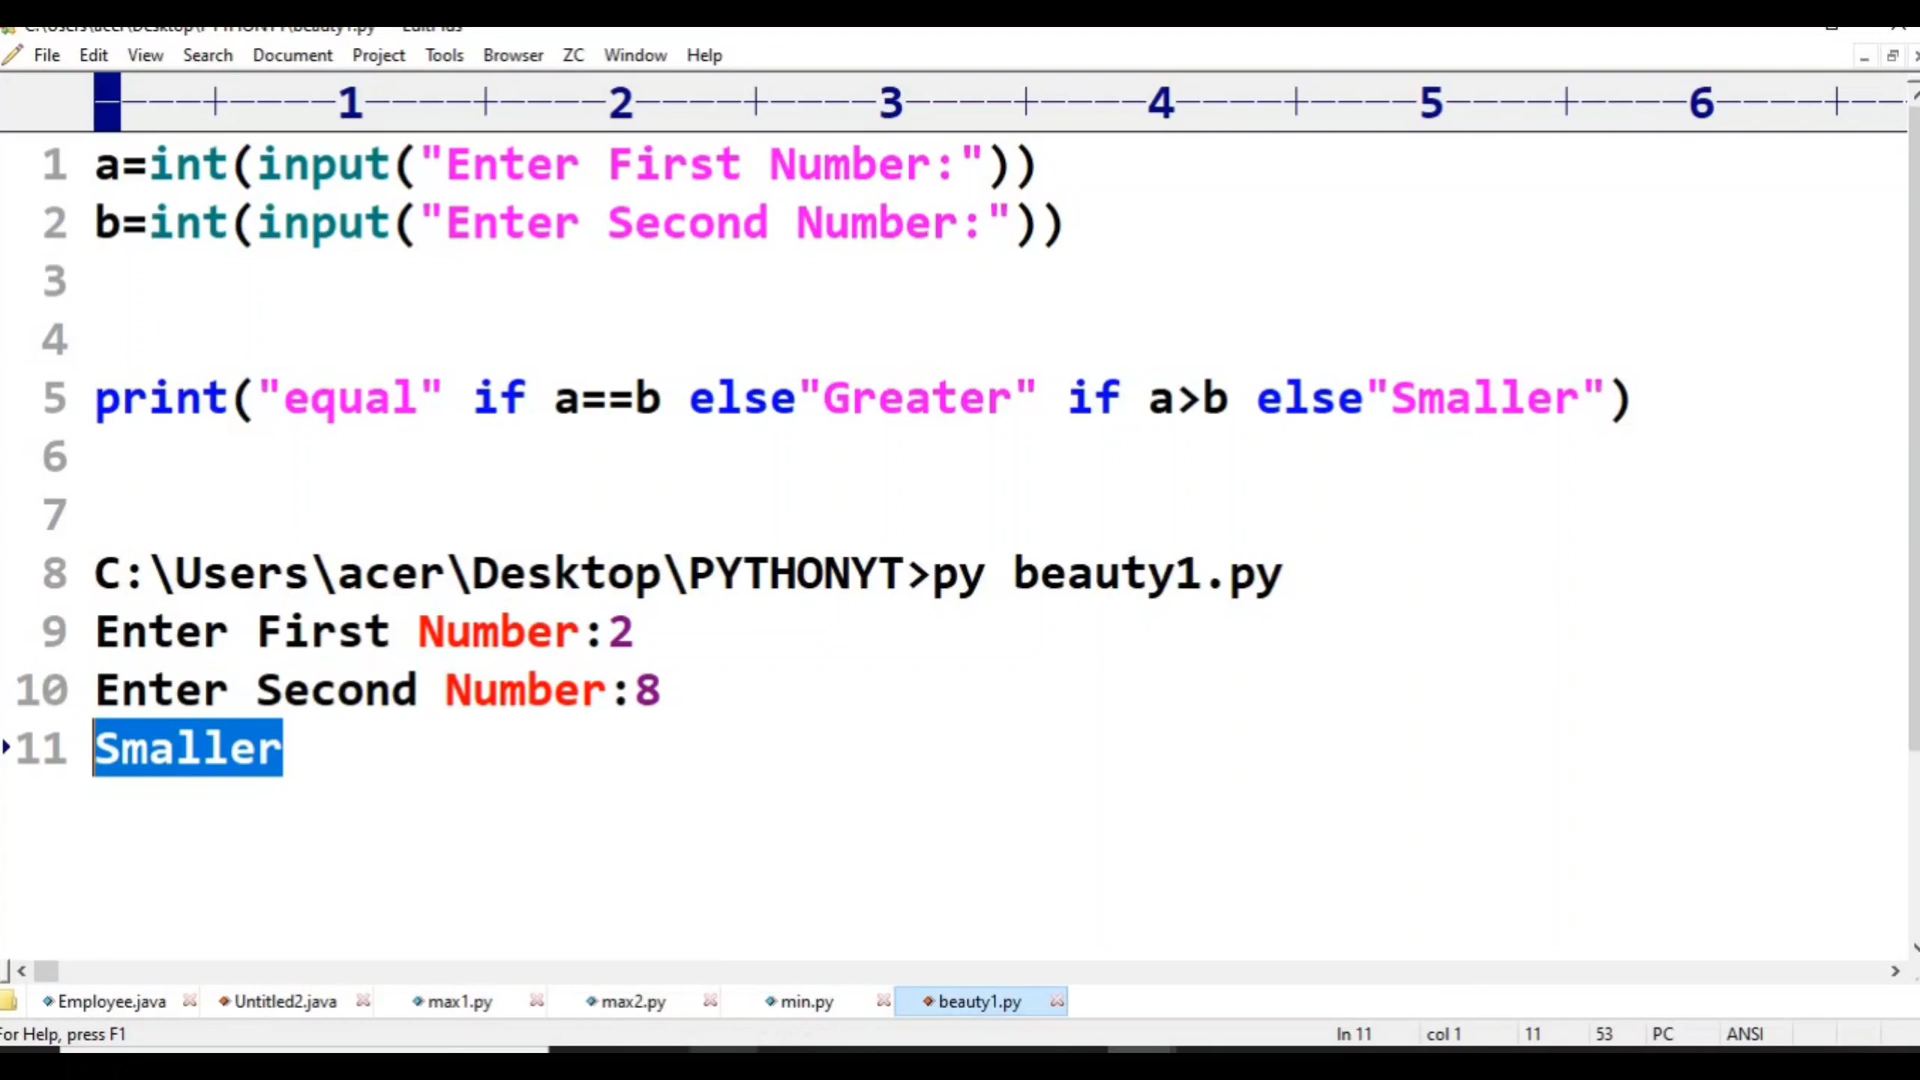 File Edit View Search Document Project Tools Browser ZC Window Help
1 2 3 4 5 6
1 a=int(input("Enter First Number:"))
2 b=int(input("Enter Second Number:"))
3
4
5 print("equal" if a==b else"Greater" if a>b else"Smaller")
6
7
8 C:\Users\acer\Desktop\PYTHONYT>py beauty1.py
9 Enter First Number:2
10 Enter Second Number:8
11 Smaller
Employee.java Untitled2.java max1.py max2.py min.py beauty1.py
For Help, press F1 ln 11 col 1 11 53 PC ANSI